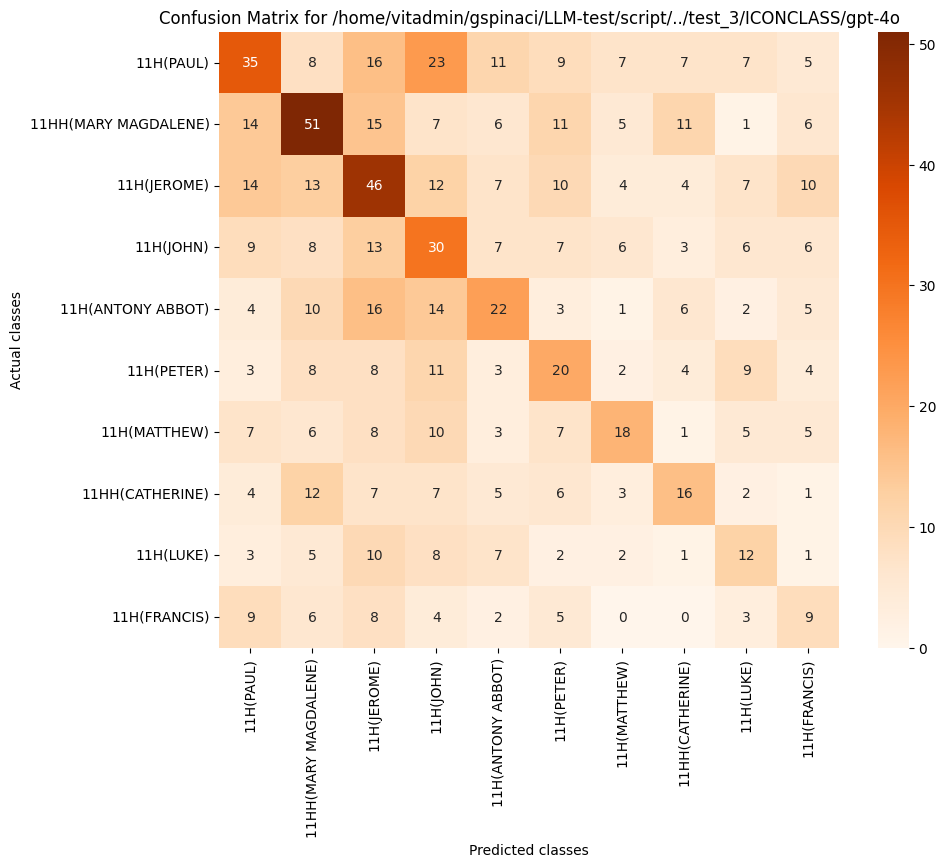 Confusion Matrix for /home/vitadmin/gspinaci/LLM-test/script/../test_3/ICONCLASS/gpt-4o
Actual classes
11H(PAUL) 35 8 16 23 11 9 7 7 7 5
11HH(MARY MAGDALENE) 14 51 15 7 6 11 5 11 1 6
11H(JEROME) 14 13 46 12 7 10 4 4 7 10
11H(JOHN) 9 8 13 30 7 7 6 3 6 6
11H(ANTONY ABBOT) 4 10 16 14 22 3 1 6 2 5
11H(PETER) 3 8 8 11 3 20 2 4 9 4
11H(MATTHEW) 7 6 8 10 3 7 18 1 5 5
11HH(CATHERINE) 4 12 7 7 5 6 3 16 2 1
11H(LUKE) 3 5 10 8 7 2 2 1 12 1
11H(FRANCIS) 9 6 8 4 2 5 0 0 3 9
11H(PAUL)
11HH(MARY MAGDALENE)
11H(JEROME)
11H(JOHN)
11H(ANTONY ABBOT)
11H(PETER)
11H(MATTHEW)
11HH(CATHERINE)
11H(LUKE)
11H(FRANCIS)
Predicted classes
50
40
30
20
10
0